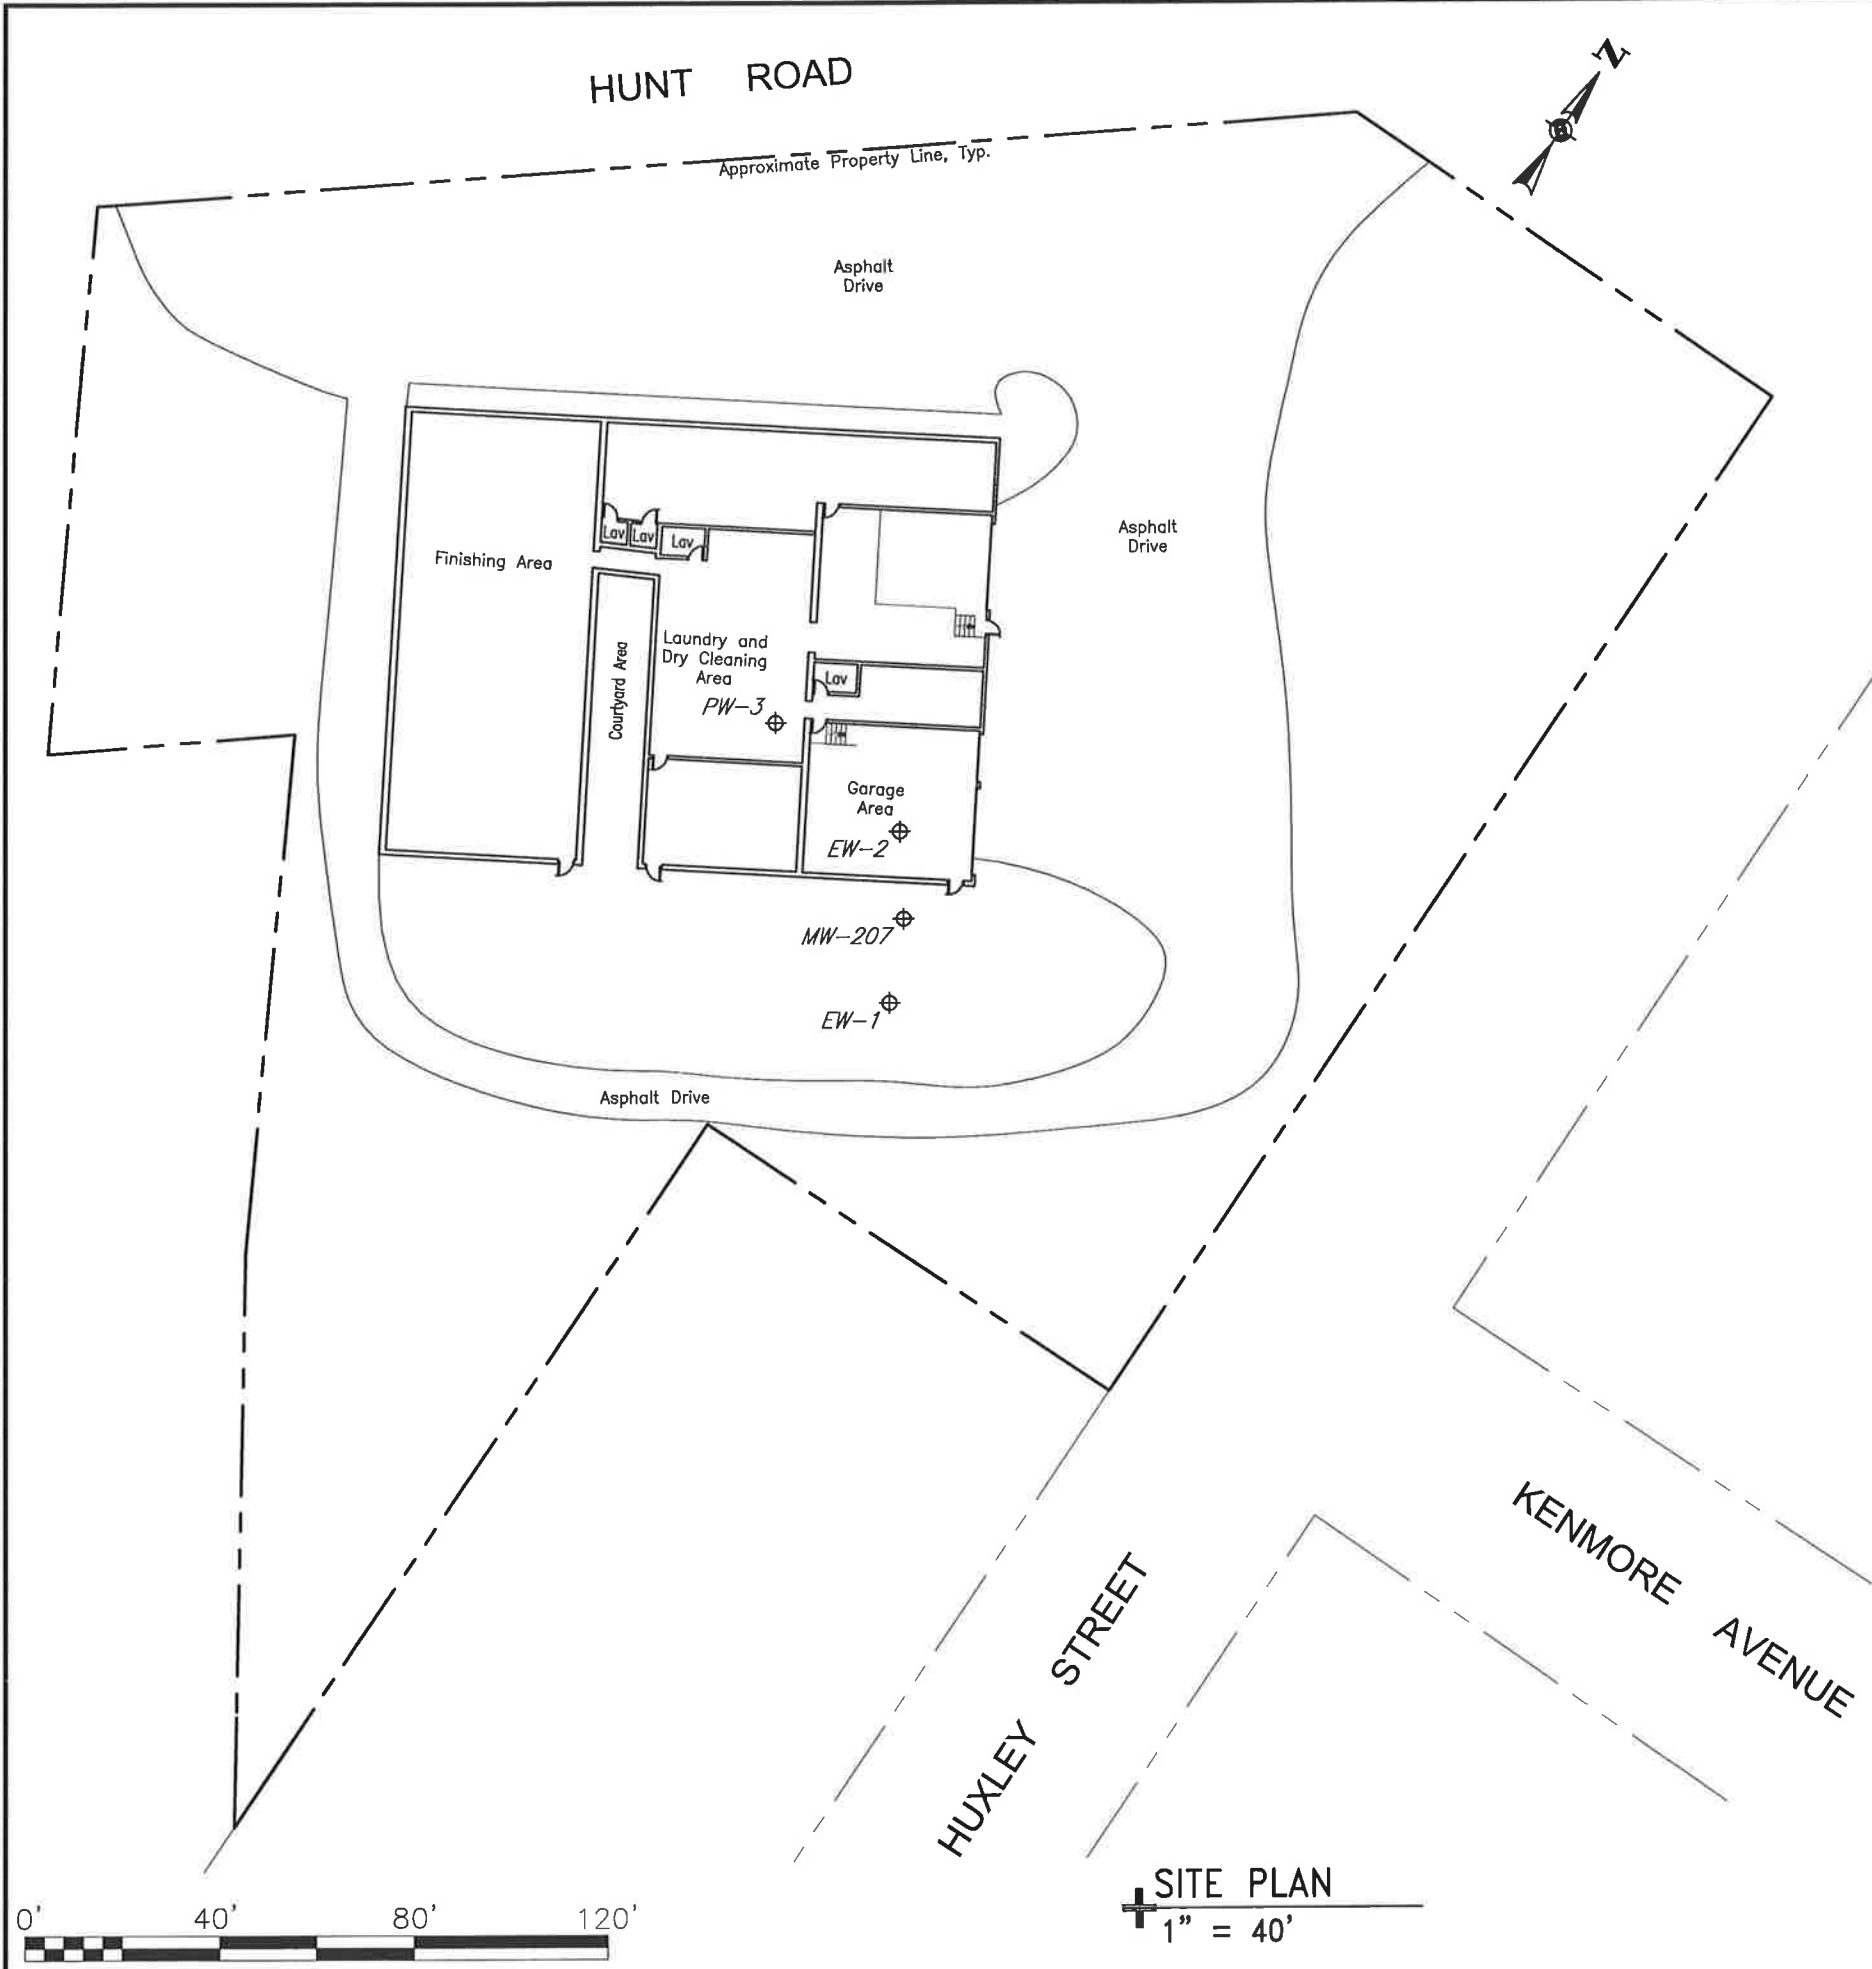 HUNT ROAD
N
Approximate Property Line, Typ.
Asphalt
Drive
Asphalt
Drive
Lav
Lav
Lav
Finishing Area
Courtyard Area
Laundry and
Dry Cleaning
Area
Lav
PW-3
Garage
Area
EW-2
MW-207
EW-1
Asphalt Drive
KENMORE AVENUE
HUXLEY STREET
SITE PLAN
1" = 40'
0' 40' 80' 120'